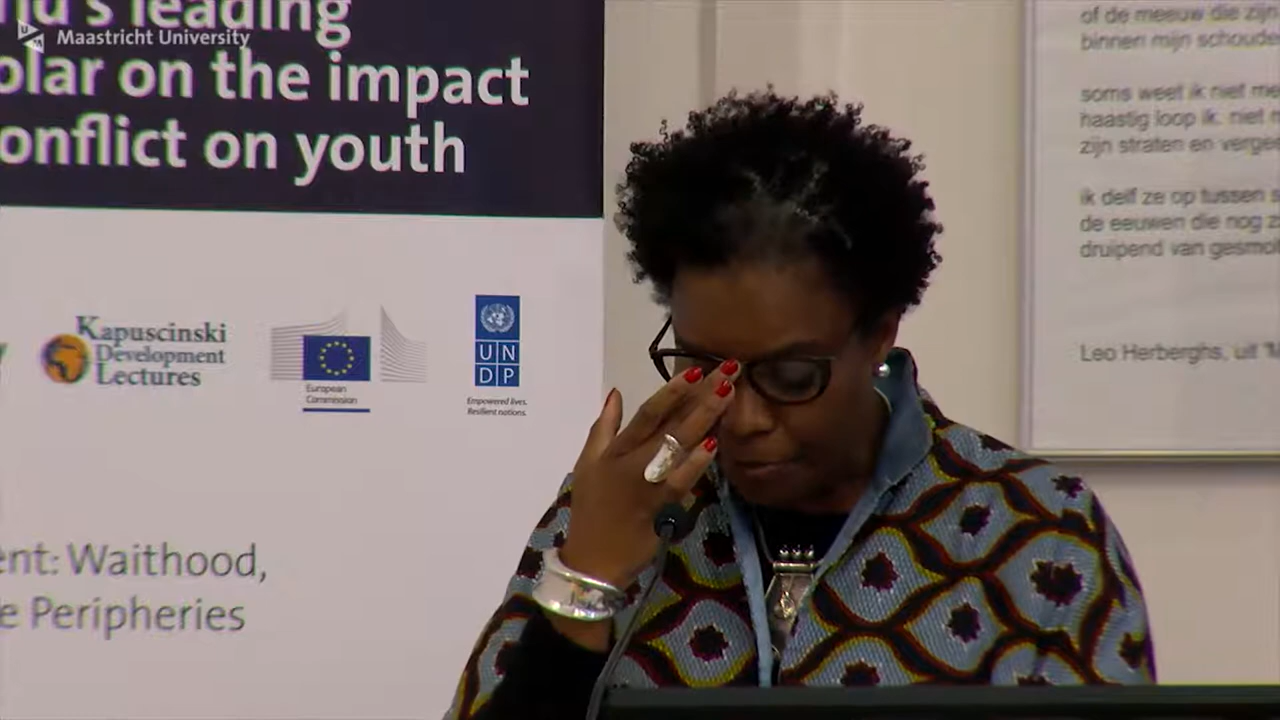 nd's leading
Maastricht University
olar on the impact
onflict on youth
Kapuscinski
Development
Lectures
European
Commission
UN
DP
Empowered lives.
Resilient nations.
ent: Waithood,
e Peripheries
of de meeuw die zijn
binnen mijn schoude
soms weet ik niet me
haastig loop ik. niet
zijn straten en vergee
ik delf ze op tussen
de eeuwen die nog z
druipend van gesmol
Leo Herberghs, uit 'M